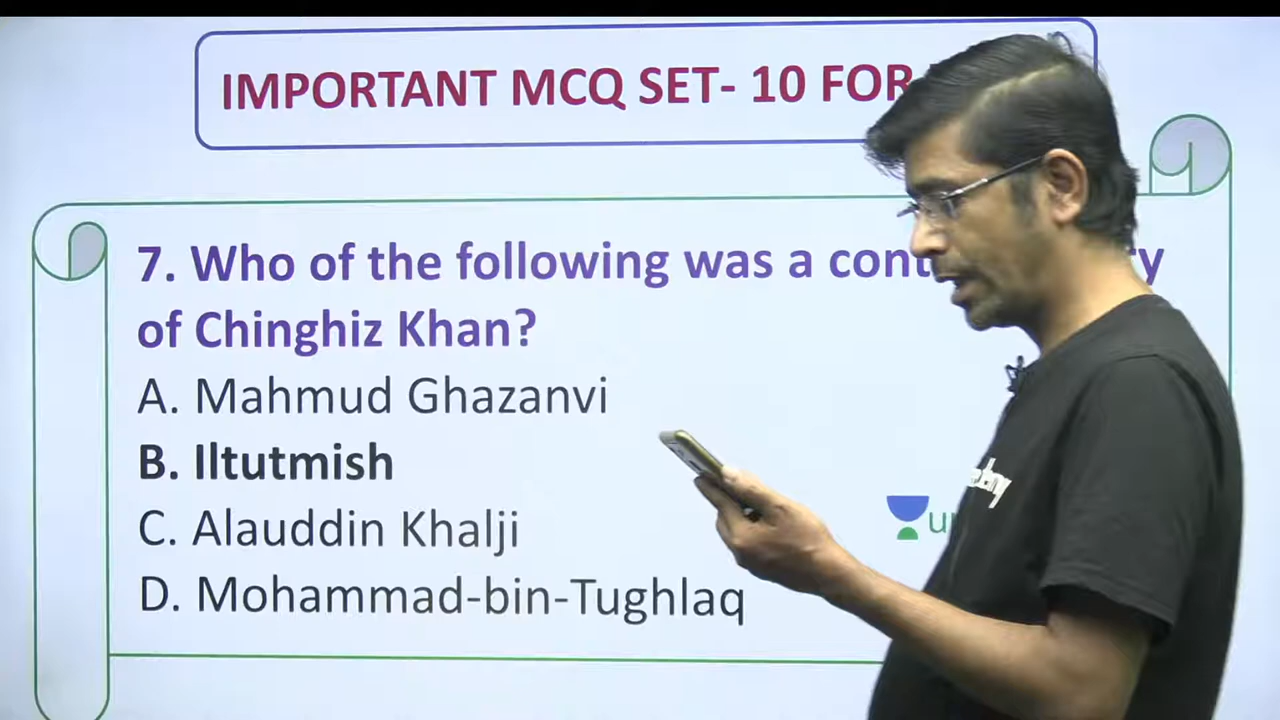 IMPORTANT MCQ SET- 10 FOR
7. Who of the following was a
of Chinghiz Khan?
A. Mahmud Ghazanvi
B. Iltutmish
C. Alauddin Khalji
D. Mohammad-bin-Tughlaq